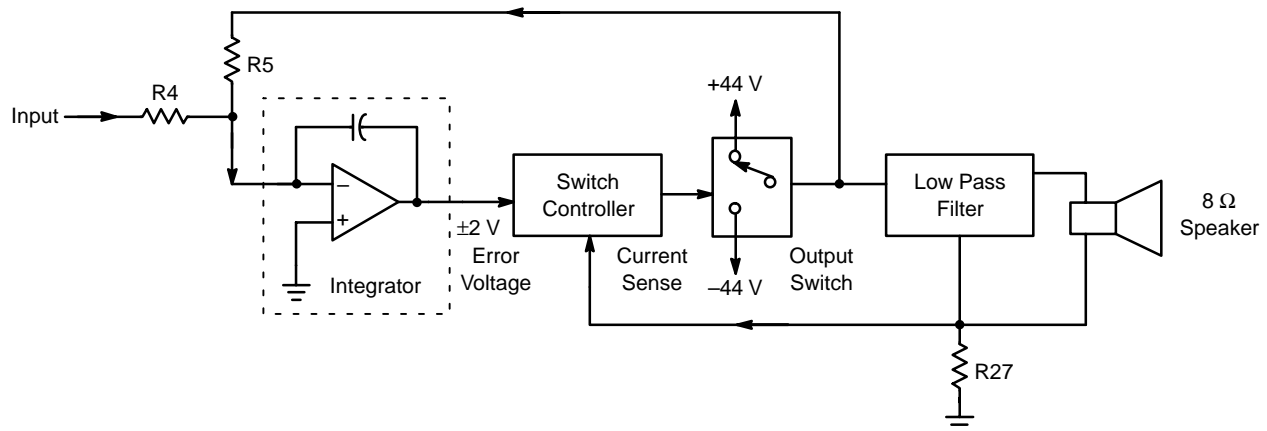 R5
R4
Input
+44 V
Switch
Controller
Low Pass
Filter
8 Ω
Speaker
−
+
±2 V
Error
Voltage
Current
Sense
Output
Switch
–44 V
Integrator
R27